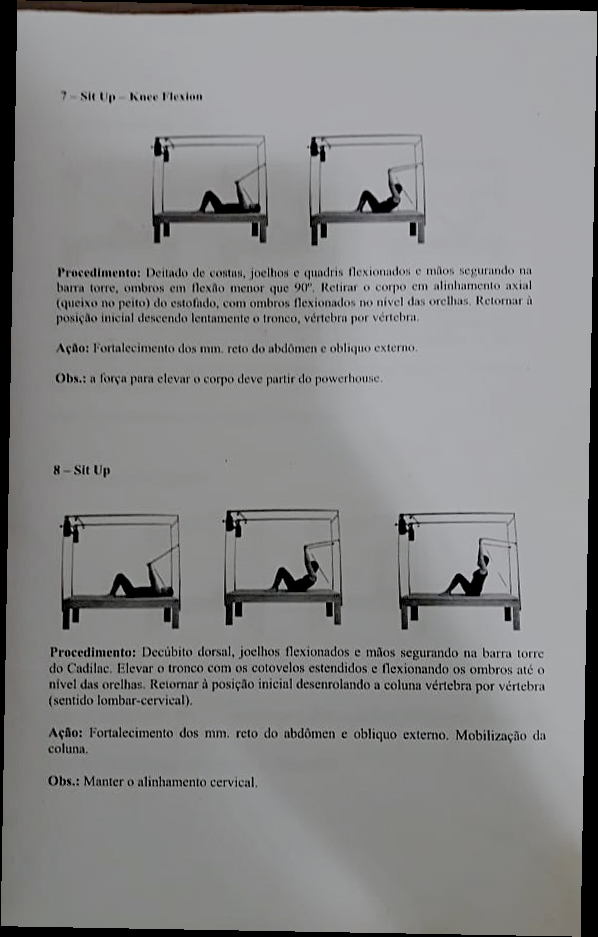 7 – Sit Up – Knee Flexion
Procedimento: Deitado de costas, joelhos e quadris flexionados e mãos segurando na
barra torre, ombros em flexão menor que 90º. Retirar o corpo em alinhamento axial
(queixo no peito) do estofado, com ombros flexionados no nível das orelhas. Retornar à
posição inicial descendo lentamente o tronco, vértebra por vértebra.
Ação: Fortalecimento dos mm. reto do abdômen e obliquo externo.
Obs.: a força para elevar o corpo deve partir do powerhouse.
8 – Sit Up
Procedimento: Decúbito dorsal, joelhos flexionados e mãos segurando na barra torre
do Cadilac. Elevar o tronco com os cotovelos estendidos e flexionando os ombros até o
nível das orelhas. Retornar à posição inicial desenrolando a coluna vértebra por vértebra
(sentido lombar-cervical).
Ação: Fortalecimento dos mm. reto do abdômen e obliquo externo. Mobilização da
coluna.
Obs.: Manter o alinhamento cervical.